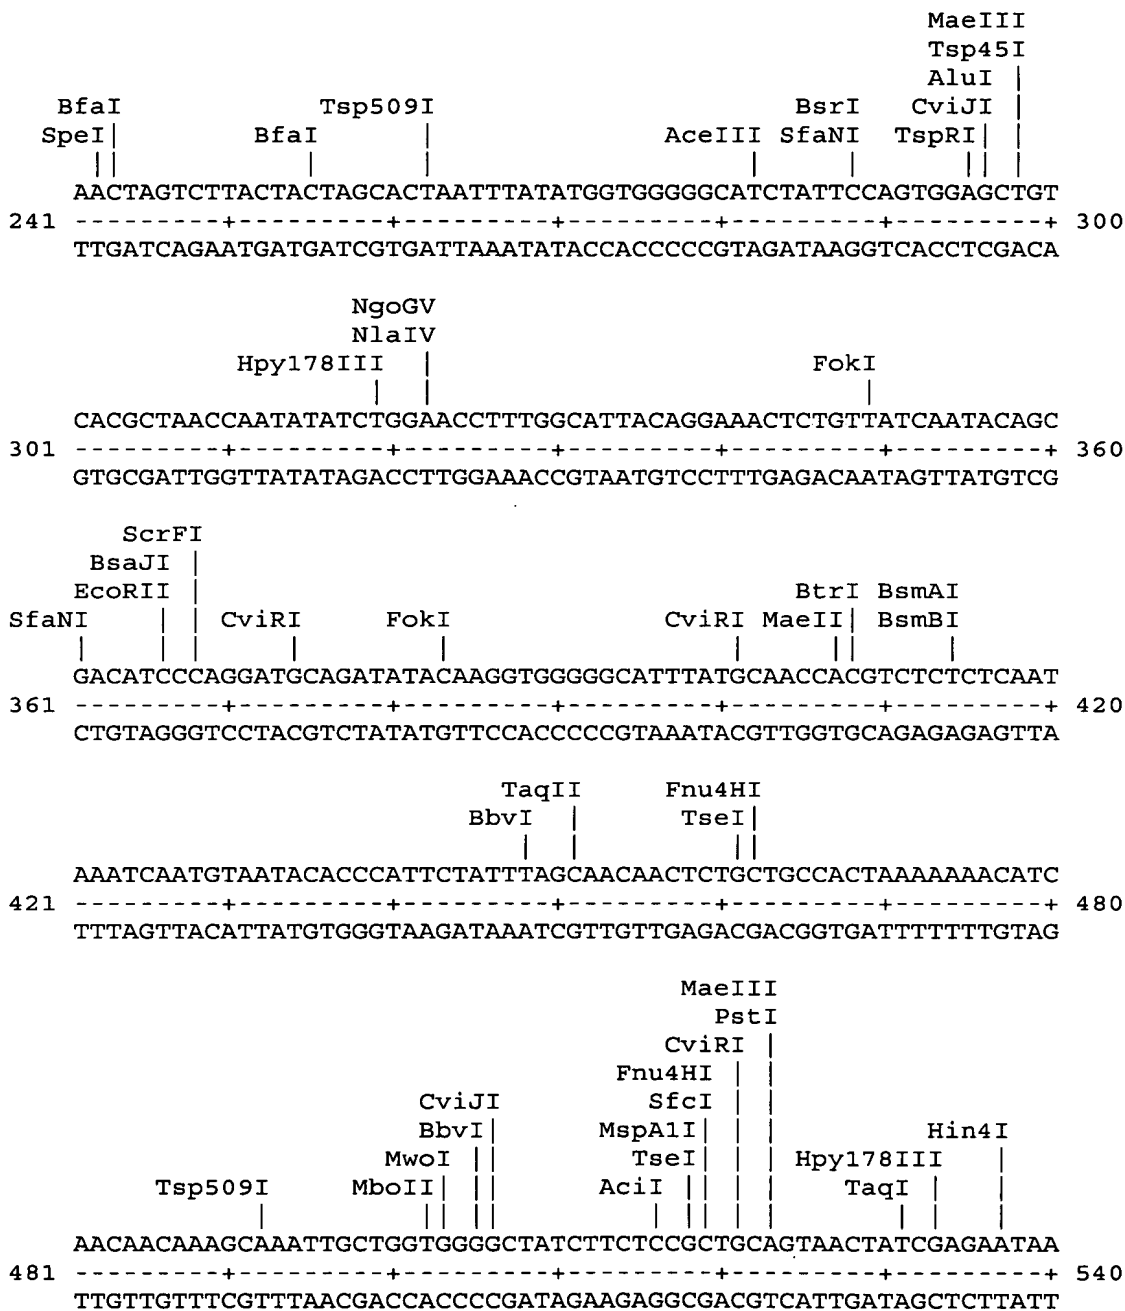 MaeIII
Tsp45I
AluI |
BfaI Tsp509I BsrI CviJI |
SpeI| BfaI | AceIII SfaNI TspRI| |
|| | | | | || |
AACTAGTCTTACTACTAGCACTAATTTATATGGTGGGGGCATCTATTCCAGTGGAGCTGT
241 ---------+---------+---------+---------+---------+---------+ 300
TTGATCAGAATGATGATCGTGATTAAATATACCACCCCCGTAGATAAGGTCACCTCGACA
NgoGV
NlaIV
Hpy178III | FokI
| | |
CACGCTAACCAATATATCTGGAACCTTTGGCATTACAGGAAACTCTGTTATCAATACAGC
301 ---------+---------+---------+---------+---------+---------+ 360
GTGCGATTGGTTATATAGACCTTGGAAACCGTAATGTCCTTTGAGACAATAGTTATGTCG
ScrFI
BsaJI |
EcoRII | BtrI BsmAI
SfaNI | | CviRI FokI CviRI MaeII| BsmBI
| | | | | | || |
GACATCCCAGGATGCAGATATACAAGGTGGGGGCATTTATGCAACCACGTCTCTCTCAAT
361 ---------+---------+---------+---------+---------+---------+ 420
CTGTAGGGTCCTACGTCTATATGTTCCACCCCCGTAAATACGTTGGTGCAGAGAGAGTTA
TaqII Fnu4HI
BbvI | TseI|
| | ||
AAATCAATGTAATACACCCATTCTATTTAGCAACAACTCTGCTGCCACTAAAAAAACATC
421 ---------+---------+---------+---------+---------+---------+ 480
TTTAGTTACATTATGTGGGTAAGATAAATCGTTGTTGAGACGACGGTGATTTTTTTGTAG
MaeIII
PstI
CviRI |
Fnu4HI | |
CviJI SfcI | |
BbvI| MspA1I| | | Hin4I
MwoI || TseI| | | Hpy178III |
Tsp509I MboII| || AciI || | | TaqI | |
| || || | || | | | | |
AACAACAAAGCAAATTGCTGGTGGGGCTATCTTCTCCGCTGCAGTAACTATCGAGAATAA
481 ---------+---------+---------+---------+---------+---------+ 540
TTGTTGTTTCGTTTAACGACCACCCCGATAGAAGAGGCGACGTCATTGATAGCTCTTATT